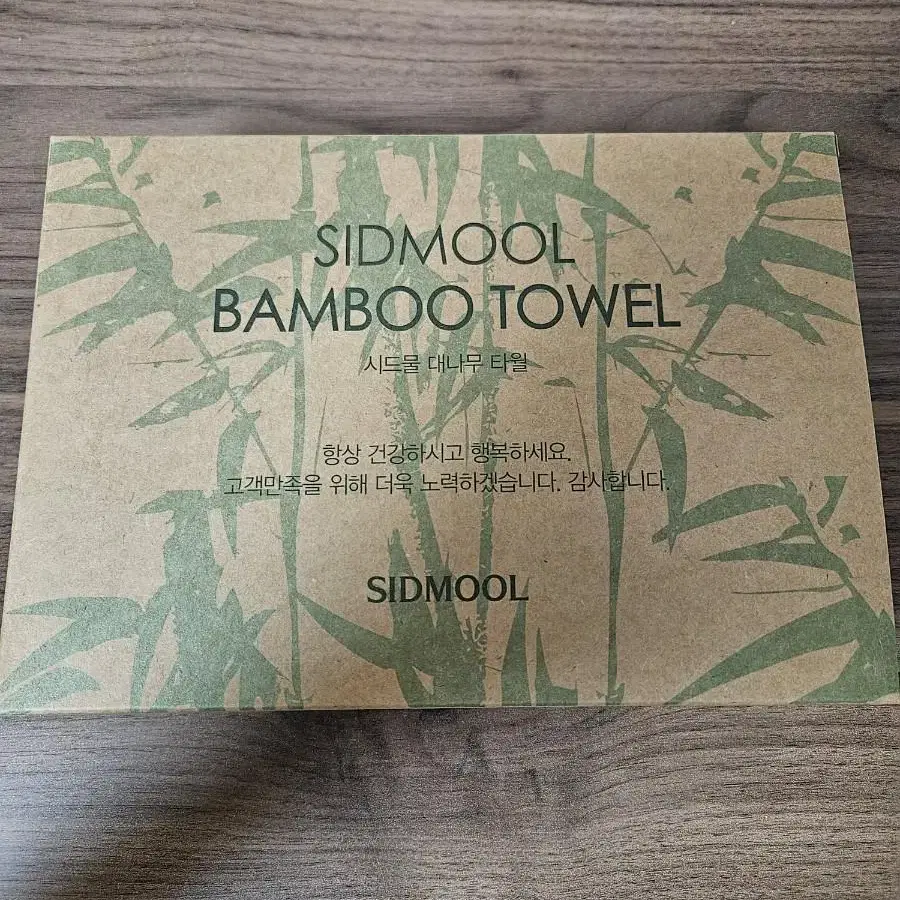 SIDMOOL
BAMBOO TOWEL
시드물 대나무 타월
항상 건강하시고 행복하세요.
고객만족을 위해 더욱 노력하겠습니다. 감사합니다.
SIDMOOL